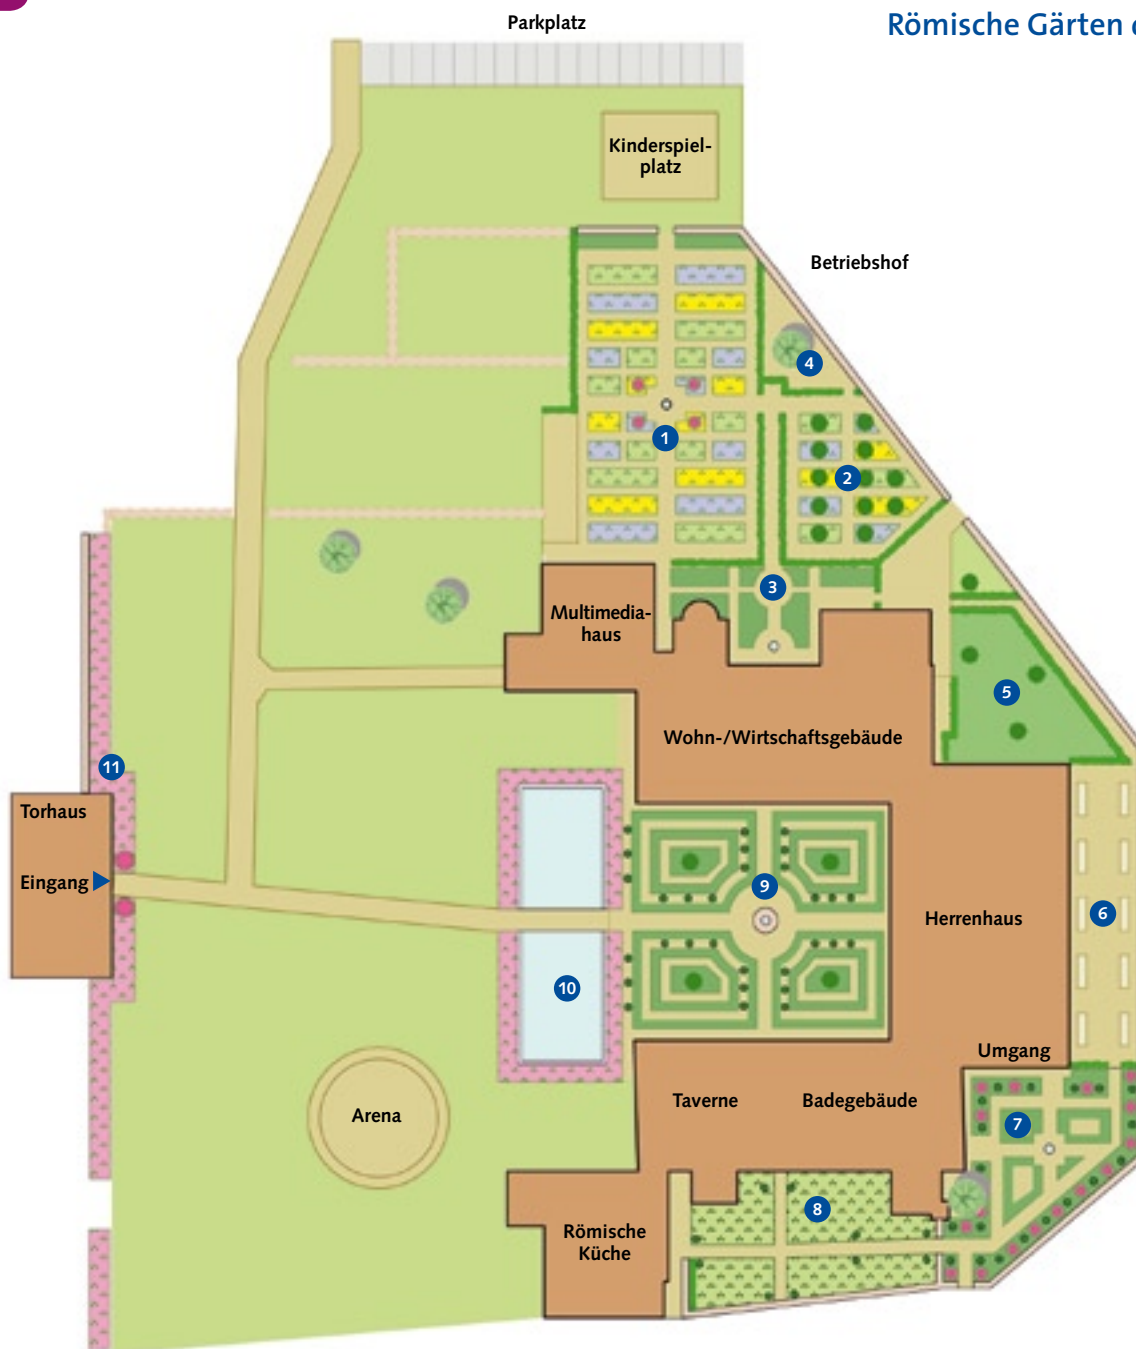 Parkplatz
Römische Gärten
Kinderspiel-
platz
Betriebshof
4
1
2
3
Multimedia-
haus
5
Wohn-/Wirtschaftsgebäude
11
Torhaus
Eingang
9
6
Herrenhaus
10
Umgang
Arena
Taverne
Badegebäude
7
8
Römische
Küche